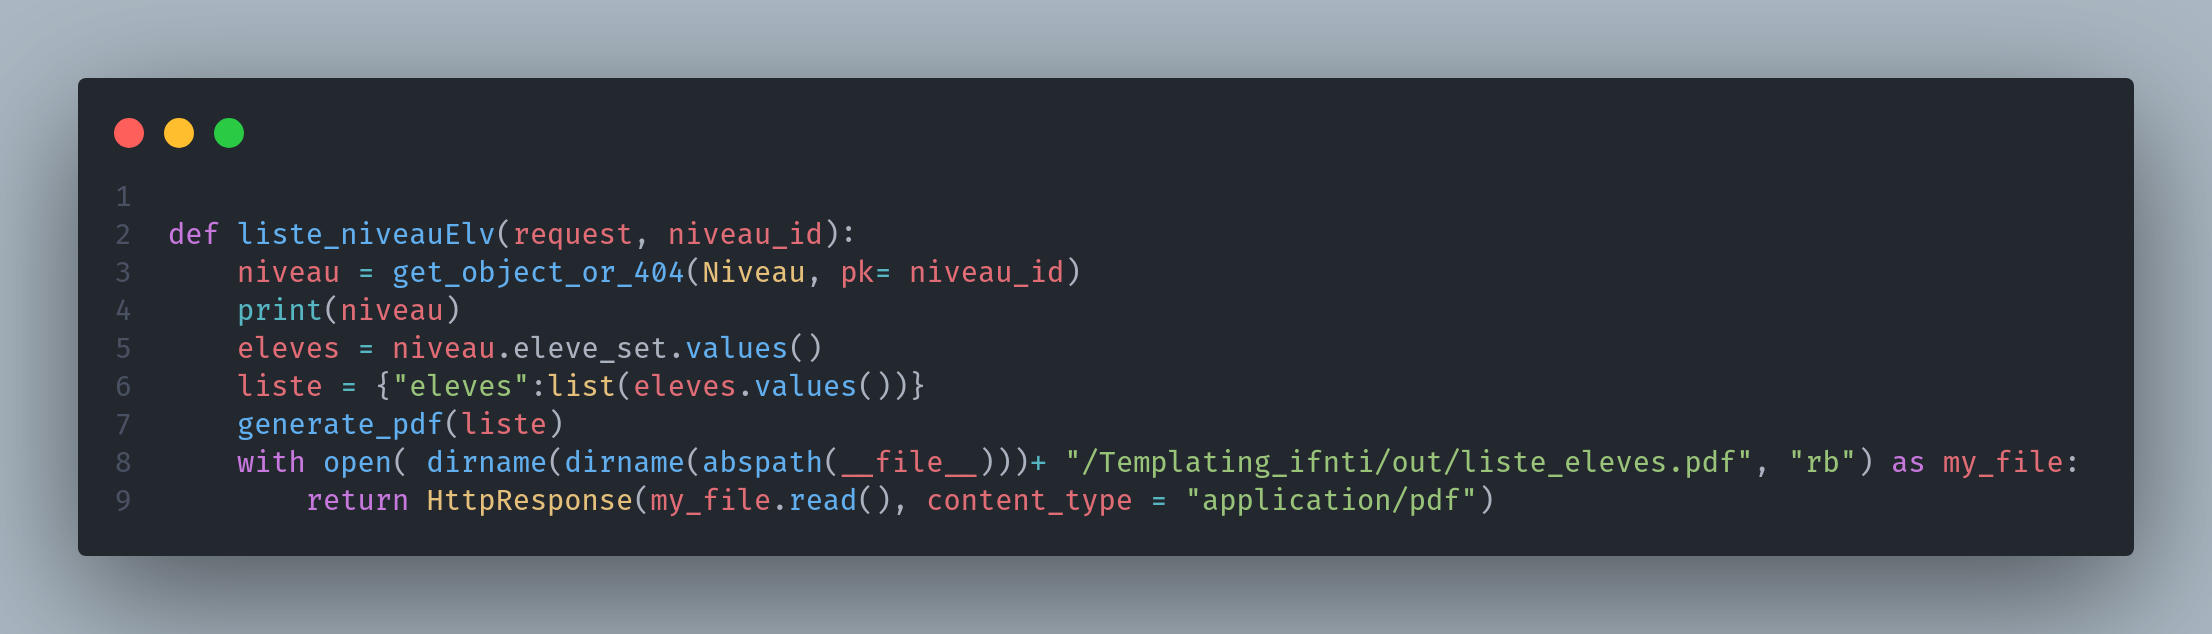 1
2 def liste_niveauElv(request, niveau_id):
3     niveau = get_object_or_404(Niveau, pk= niveau_id)
4     print(niveau)
5     eleves = niveau.eleve_set.values()
6     liste = {"eleves":list(eleves.values())}
7     generate_pdf(liste)
8     with open( dirname(dirname(abspath(__file__)))+ "/Templating_ifnti/out/liste_eleves.pdf", "rb") as my_file:
9         return HttpResponse(my_file.read(), content_type = "application/pdf")